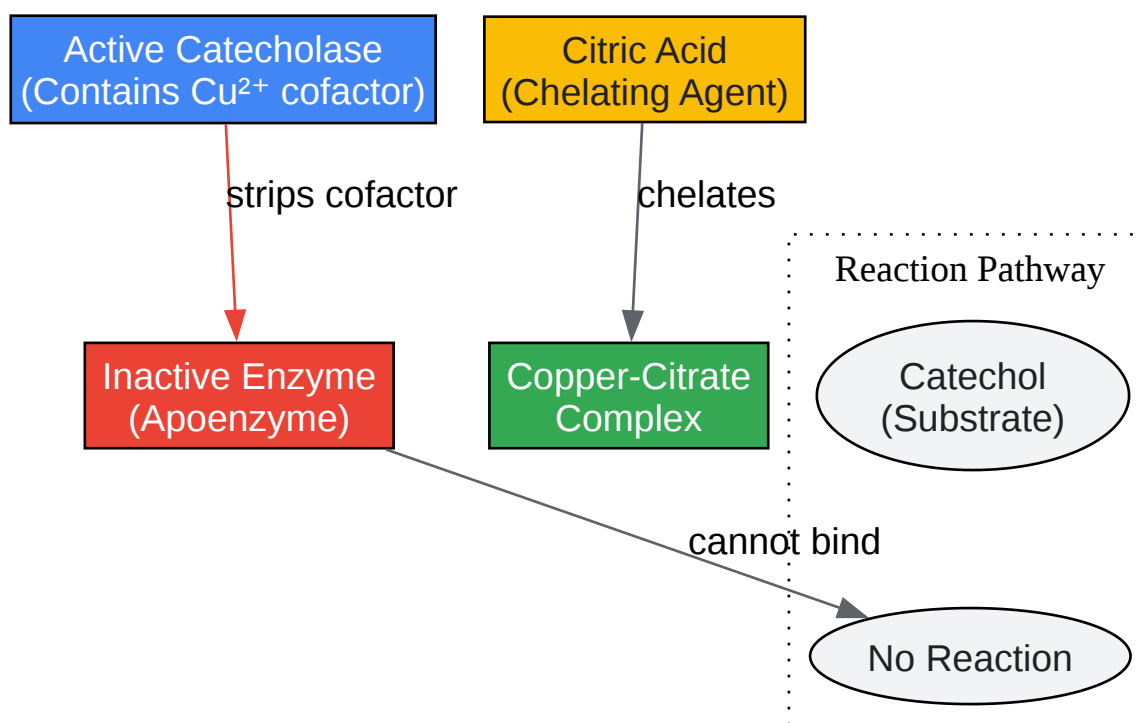 Active Catecholase
(Contains Cu²⁺ cofactor)
Citric Acid
(Chelating Agent)
strips cofactor
chelates
Reaction Pathway
Inactive Enzyme
(Apoenzyme)
Copper-Citrate
Complex
Catechol
(Substrate)
cannot bind
No Reaction